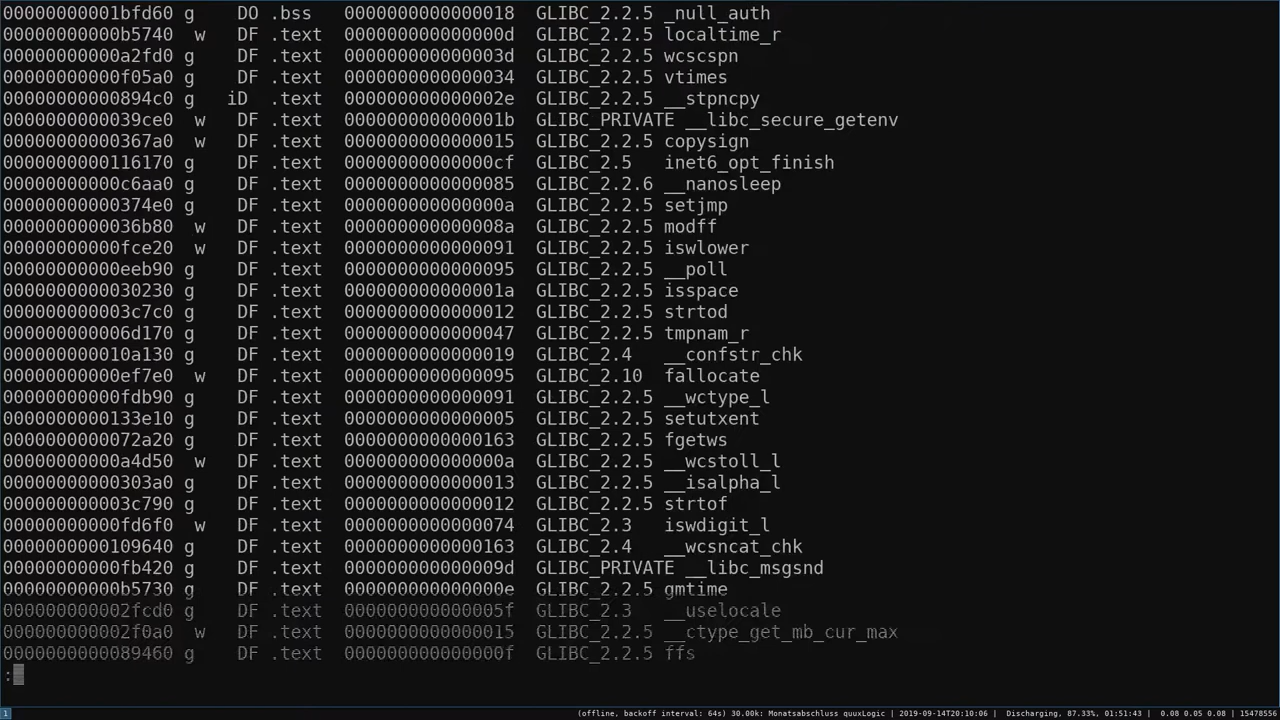 00000000001bfd60 g    DO .bss   0000000000000018  GLIBC_2.2.5 _null_auth
00000000000b5740  w   DF .text  000000000000000d  GLIBC_2.2.5 localtime_r
00000000000a2fd0 g    DF .text  000000000000003d  GLIBC_2.2.5 wcscspn
00000000000f05a0 g    DF .text  0000000000000034  GLIBC_2.2.5 vtimes
00000000000894c0 g   iD  .text  000000000000002e  GLIBC_2.2.5 __stpncpy
0000000000039ce0  w   DF .text  000000000000001b  GLIBC_PRIVATE __libc_secure_getenv
00000000000367a0  w   DF .text  0000000000000015  GLIBC_2.2.5 copysign
0000000000116170 g    DF .text  00000000000000cf  GLIBC_2.5   inet6_opt_finish
00000000000c6aa0 g    DF .text  0000000000000085  GLIBC_2.2.6 __nanosleep
00000000000374e0 g    DF .text  000000000000000a  GLIBC_2.2.5 setjmp
0000000000036b80  w   DF .text  000000000000008a  GLIBC_2.2.5 modff
00000000000fce20  w   DF .text  0000000000000091  GLIBC_2.2.5 iswlower
00000000000eeb90 g    DF .text  0000000000000095  GLIBC_2.2.5 __poll
0000000000030230 g    DF .text  000000000000001a  GLIBC_2.2.5 isspace
000000000003c7c0 g    DF .text  0000000000000012  GLIBC_2.2.5 strtod
000000000006d170 g    DF .text  0000000000000047  GLIBC_2.2.5 tmpnam_r
000000000010a130 g    DF .text  0000000000000019  GLIBC_2.4   __confstr_chk
00000000000ef7e0  w   DF .text  0000000000000095  GLIBC_2.10  fallocate
00000000000fdb90 g    DF .text  0000000000000091  GLIBC_2.2.5 __wctype_l
0000000000133e10 g    DF .text  0000000000000005  GLIBC_2.2.5 setutxent
0000000000072a20 g    DF .text  0000000000000163  GLIBC_2.2.5 fgetws
00000000000a4d50  w   DF .text  000000000000000a  GLIBC_2.2.5 __wcstoll_l
00000000000303a0 g    DF .text  0000000000000013  GLIBC_2.2.5 __isalpha_l
000000000003c790 g    DF .text  0000000000000012  GLIBC_2.2.5 strtof
00000000000fd6f0  w   DF .text  0000000000000074  GLIBC_2.3   iswdigit_l
0000000000109640 g    DF .text  0000000000000163  GLIBC_2.4   __wcsncat_chk
00000000000fb420 g    DF .text  000000000000009d  GLIBC_PRIVATE __libc_msgsnd
00000000000b5730 g    DF .text  000000000000000e  GLIBC_2.2.5 gmtime
000000000002fcd0 g    DF .text  000000000000005f  GLIBC_2.3   __uselocale
000000000002f0a0  w   DF .text  0000000000000015  GLIBC_2.2.5 __ctype_get_mb_cur_max
0000000000089460 g    DF .text  000000000000000f  GLIBC_2.2.5 ffs
:
1 (offline, backoff interval: 64s) 30.00k: Monatsabschluss quuxLogic | 2019-09-14T20:10:06 | Discharging, 87.33%, 01:51:43 | 0.08 0.05 0.08 | 15478556